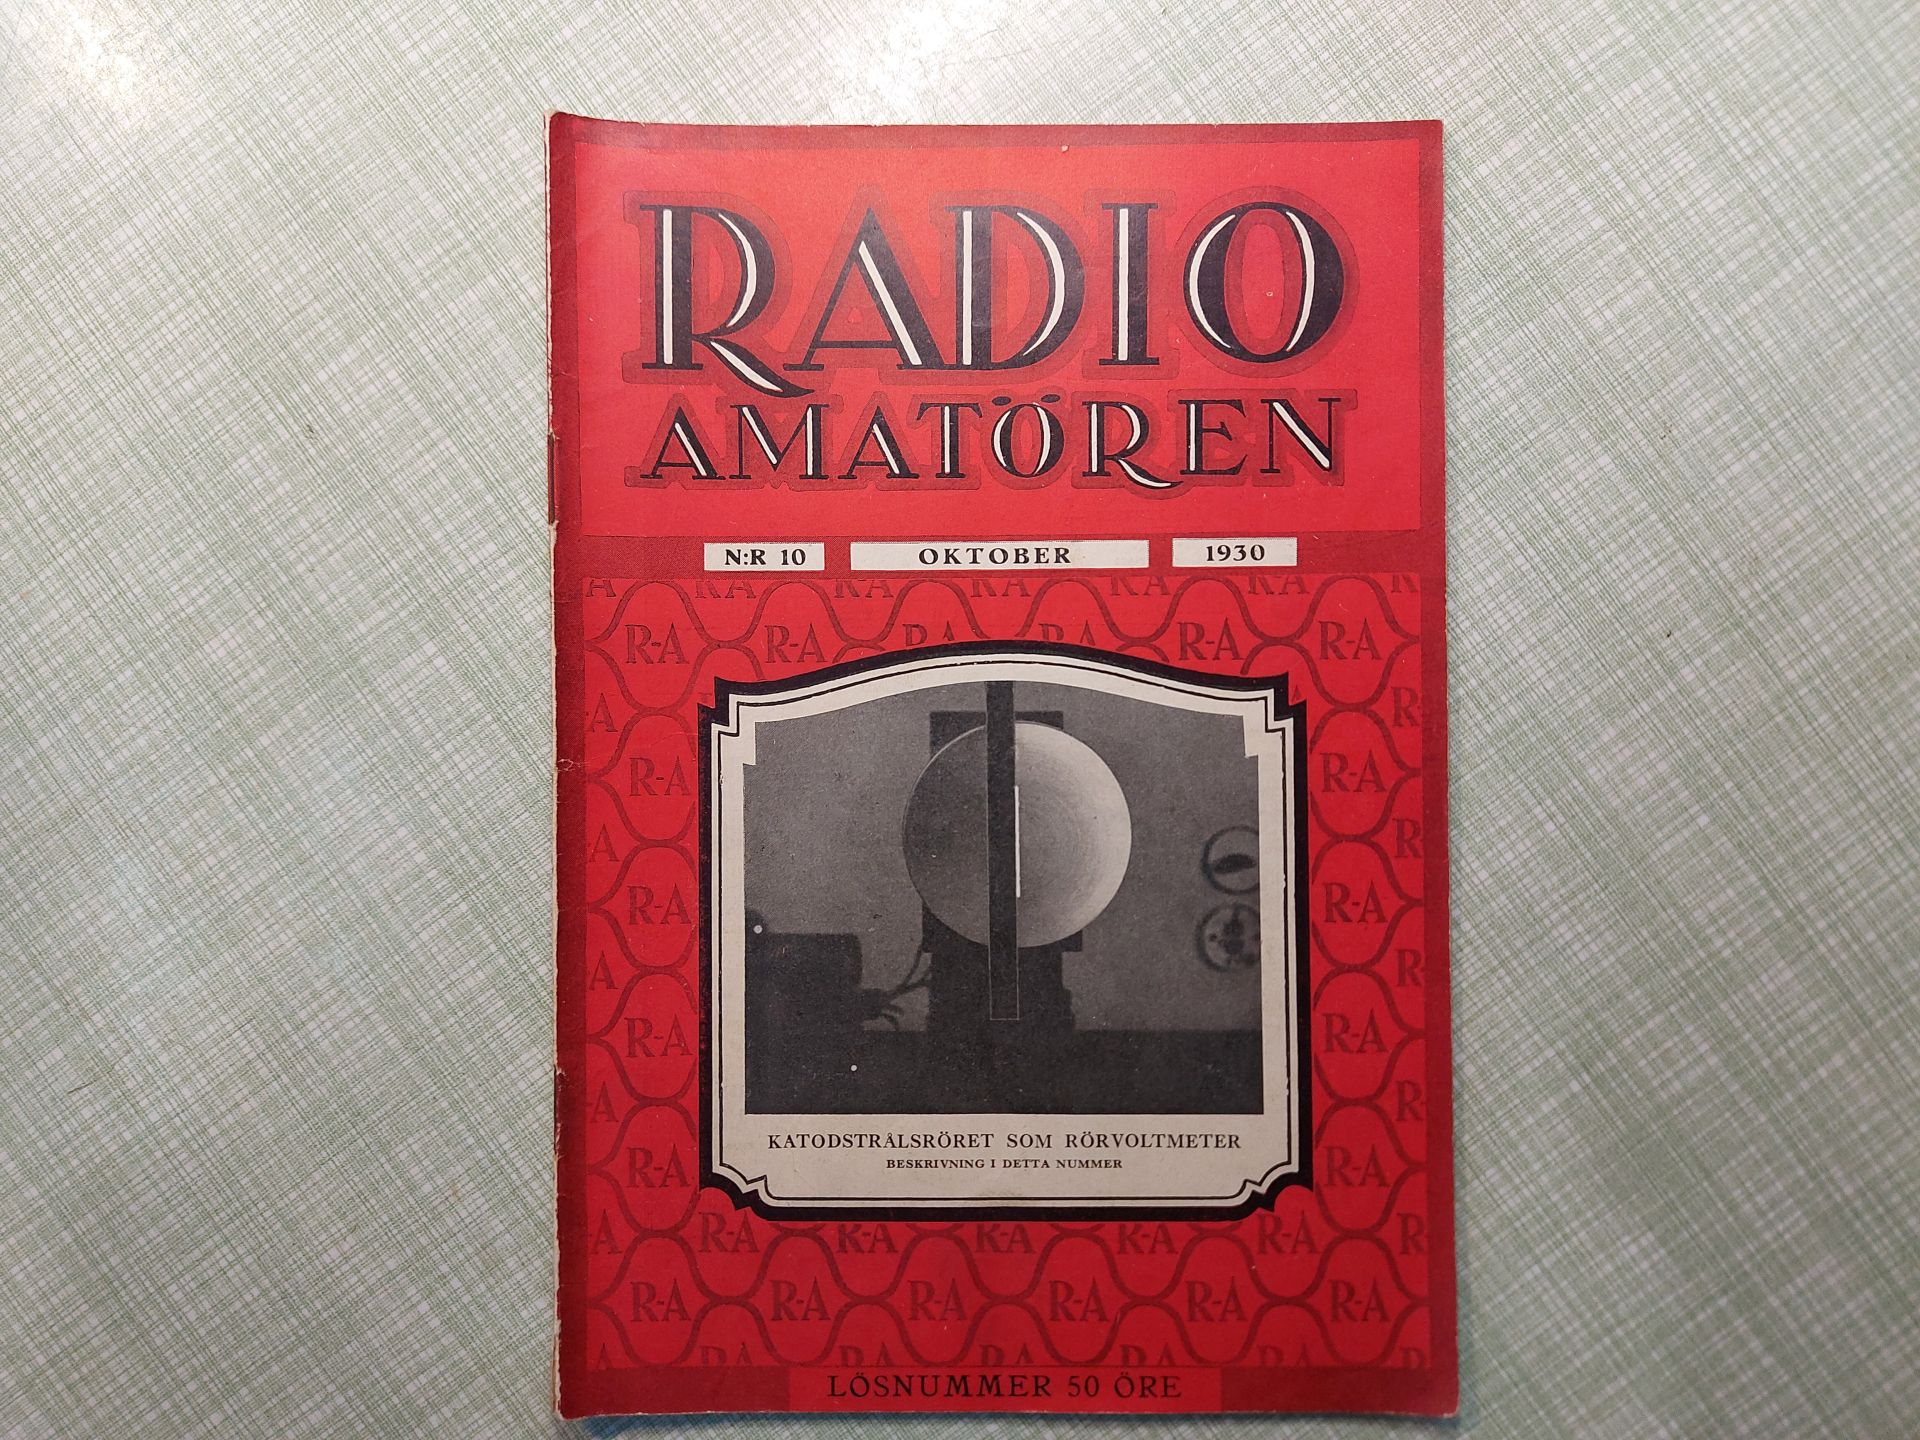 RADIO
AMATÖREN
N:R 10 OKTOBER 1930
R-A R-A R-A R-A
R-A R-A
R-A R-A
R-A R-A
R-A R-A
KATODSTRÅLSRÖRET SOM RÖRVOLTMETER
BESKRIVNING I DETTA NUMMER
R-A R-A R-A R-A R-A
R-A R-A R-A R-A R-A R-A
LÖSNUMMER 50 ÖRE